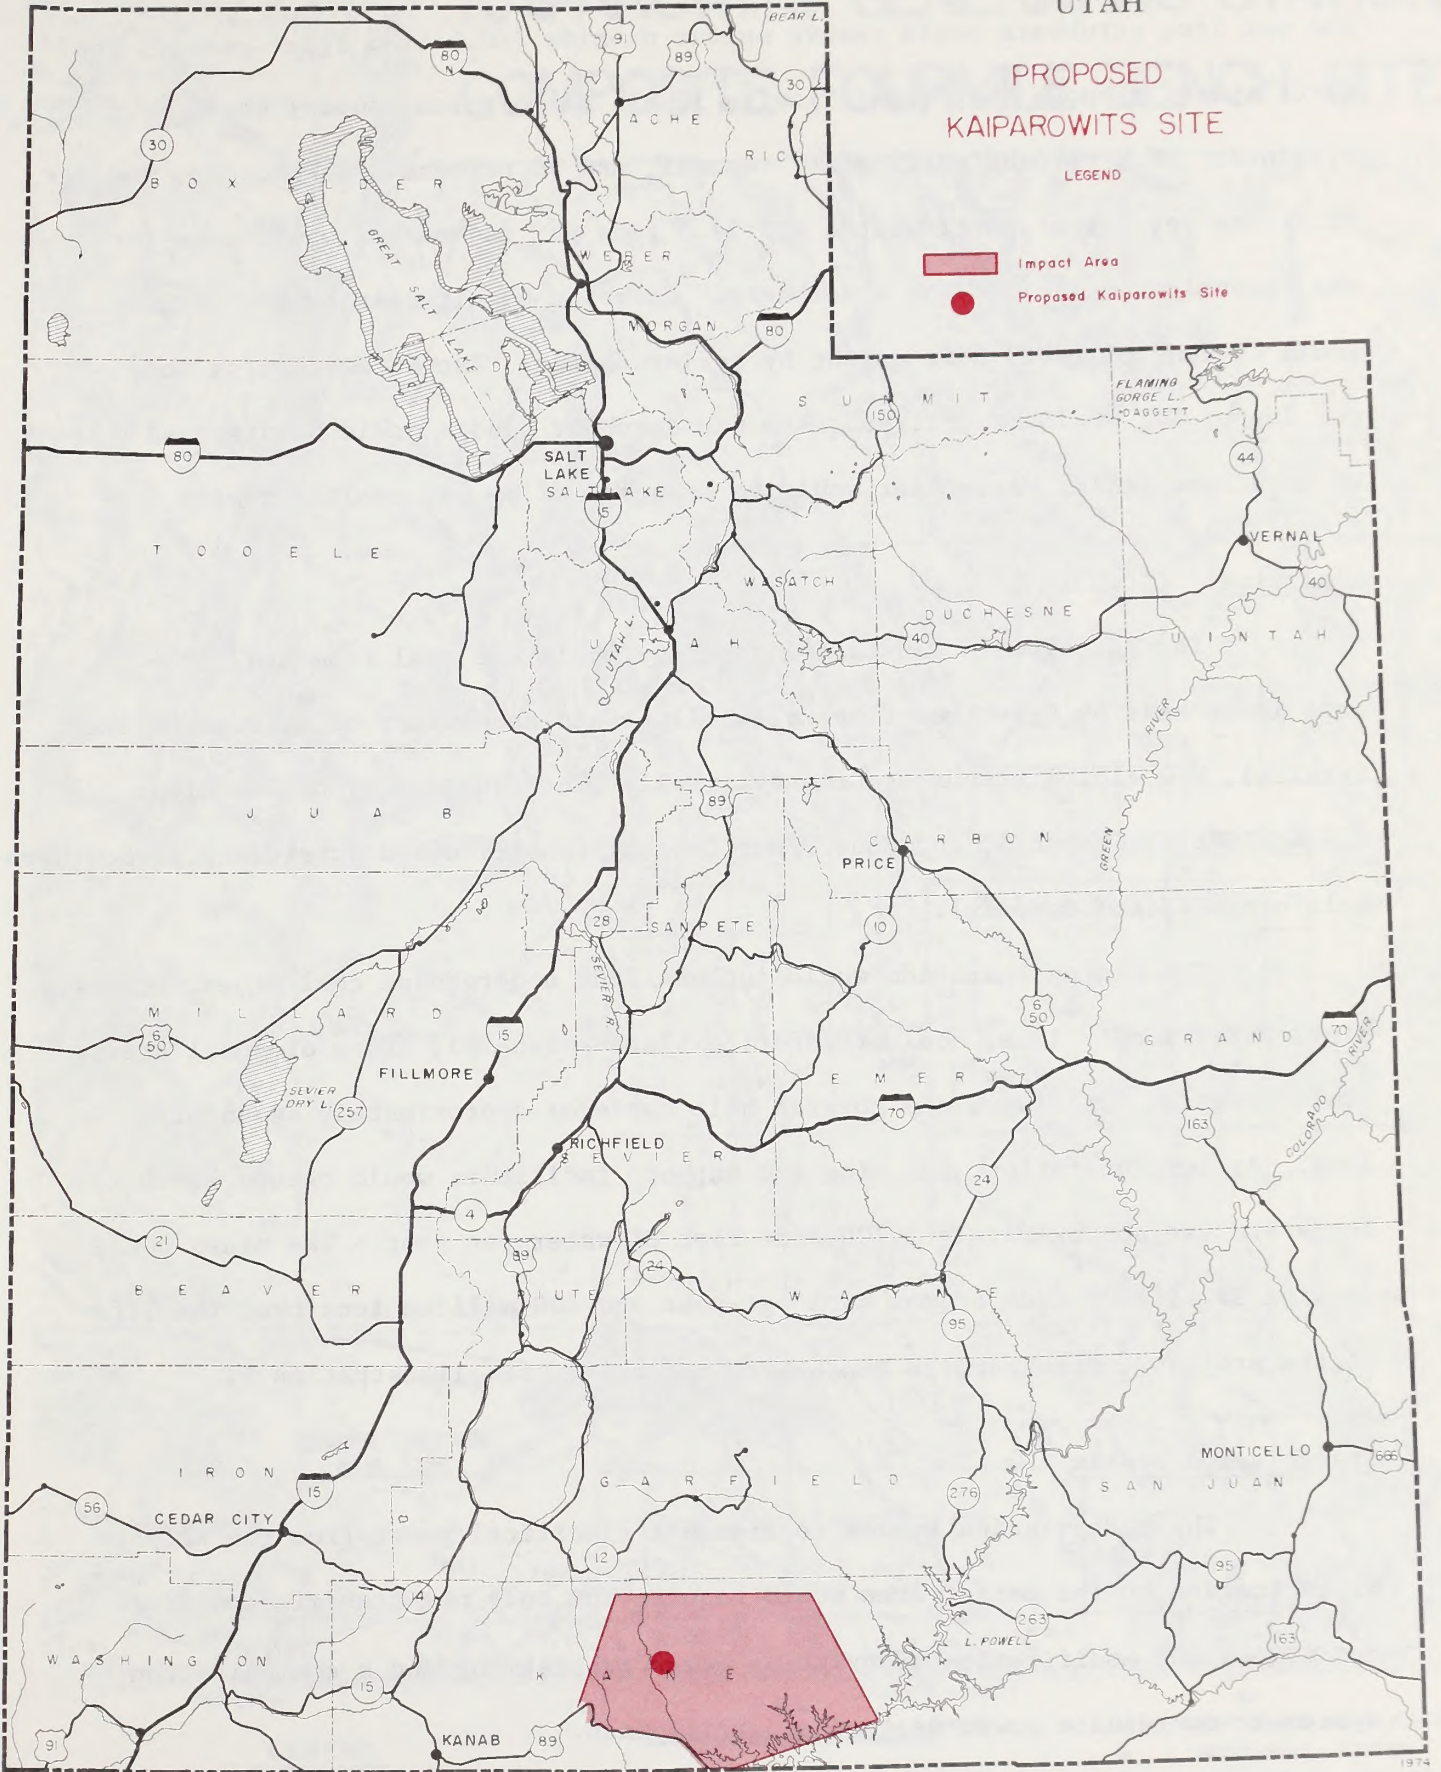 UTAH
PROPOSED
KAIPAROWITS SITE
LEGEND
Impact Area
Proposed Kaiparowits Site
BEAR L.
91
89
80
N
30
30
CACHE
RICH
BOX ELDER
GREAT
SALT
LAKE
WEBER
MORGAN
80
DAVIS
SUMMIT
150
FLAMING
GORGE L.
DAGGETT
44
80
SALT
LAKE
SALT LAKE
15
VERNAL
40
TOOELE
WASATCH
DUCHESNE
40
UINTAH
UTAH
UTAH L.
GREEN
RIVER
JUAB
89
CARBON
PRICE
28
SANPETE
10
SEVIER R.
MILLARD
6
50
15
6
50
GRAND
70
RIVER
COLORADO
FILLMORE
SEVIER
DRY L.
257
EMERY
70
163
RICHFIELD
SEVIER
24
4
21
89
24
BEAVER
PIUTE
WAYNE
95
MONTICELLO
666
IRON
15
GARFIELD
276
SAN JUAN
56
CEDAR CITY
12
95
14
263
L. POWELL
163
WASHINGTON
KANE
15
91
KANAB
89
1974